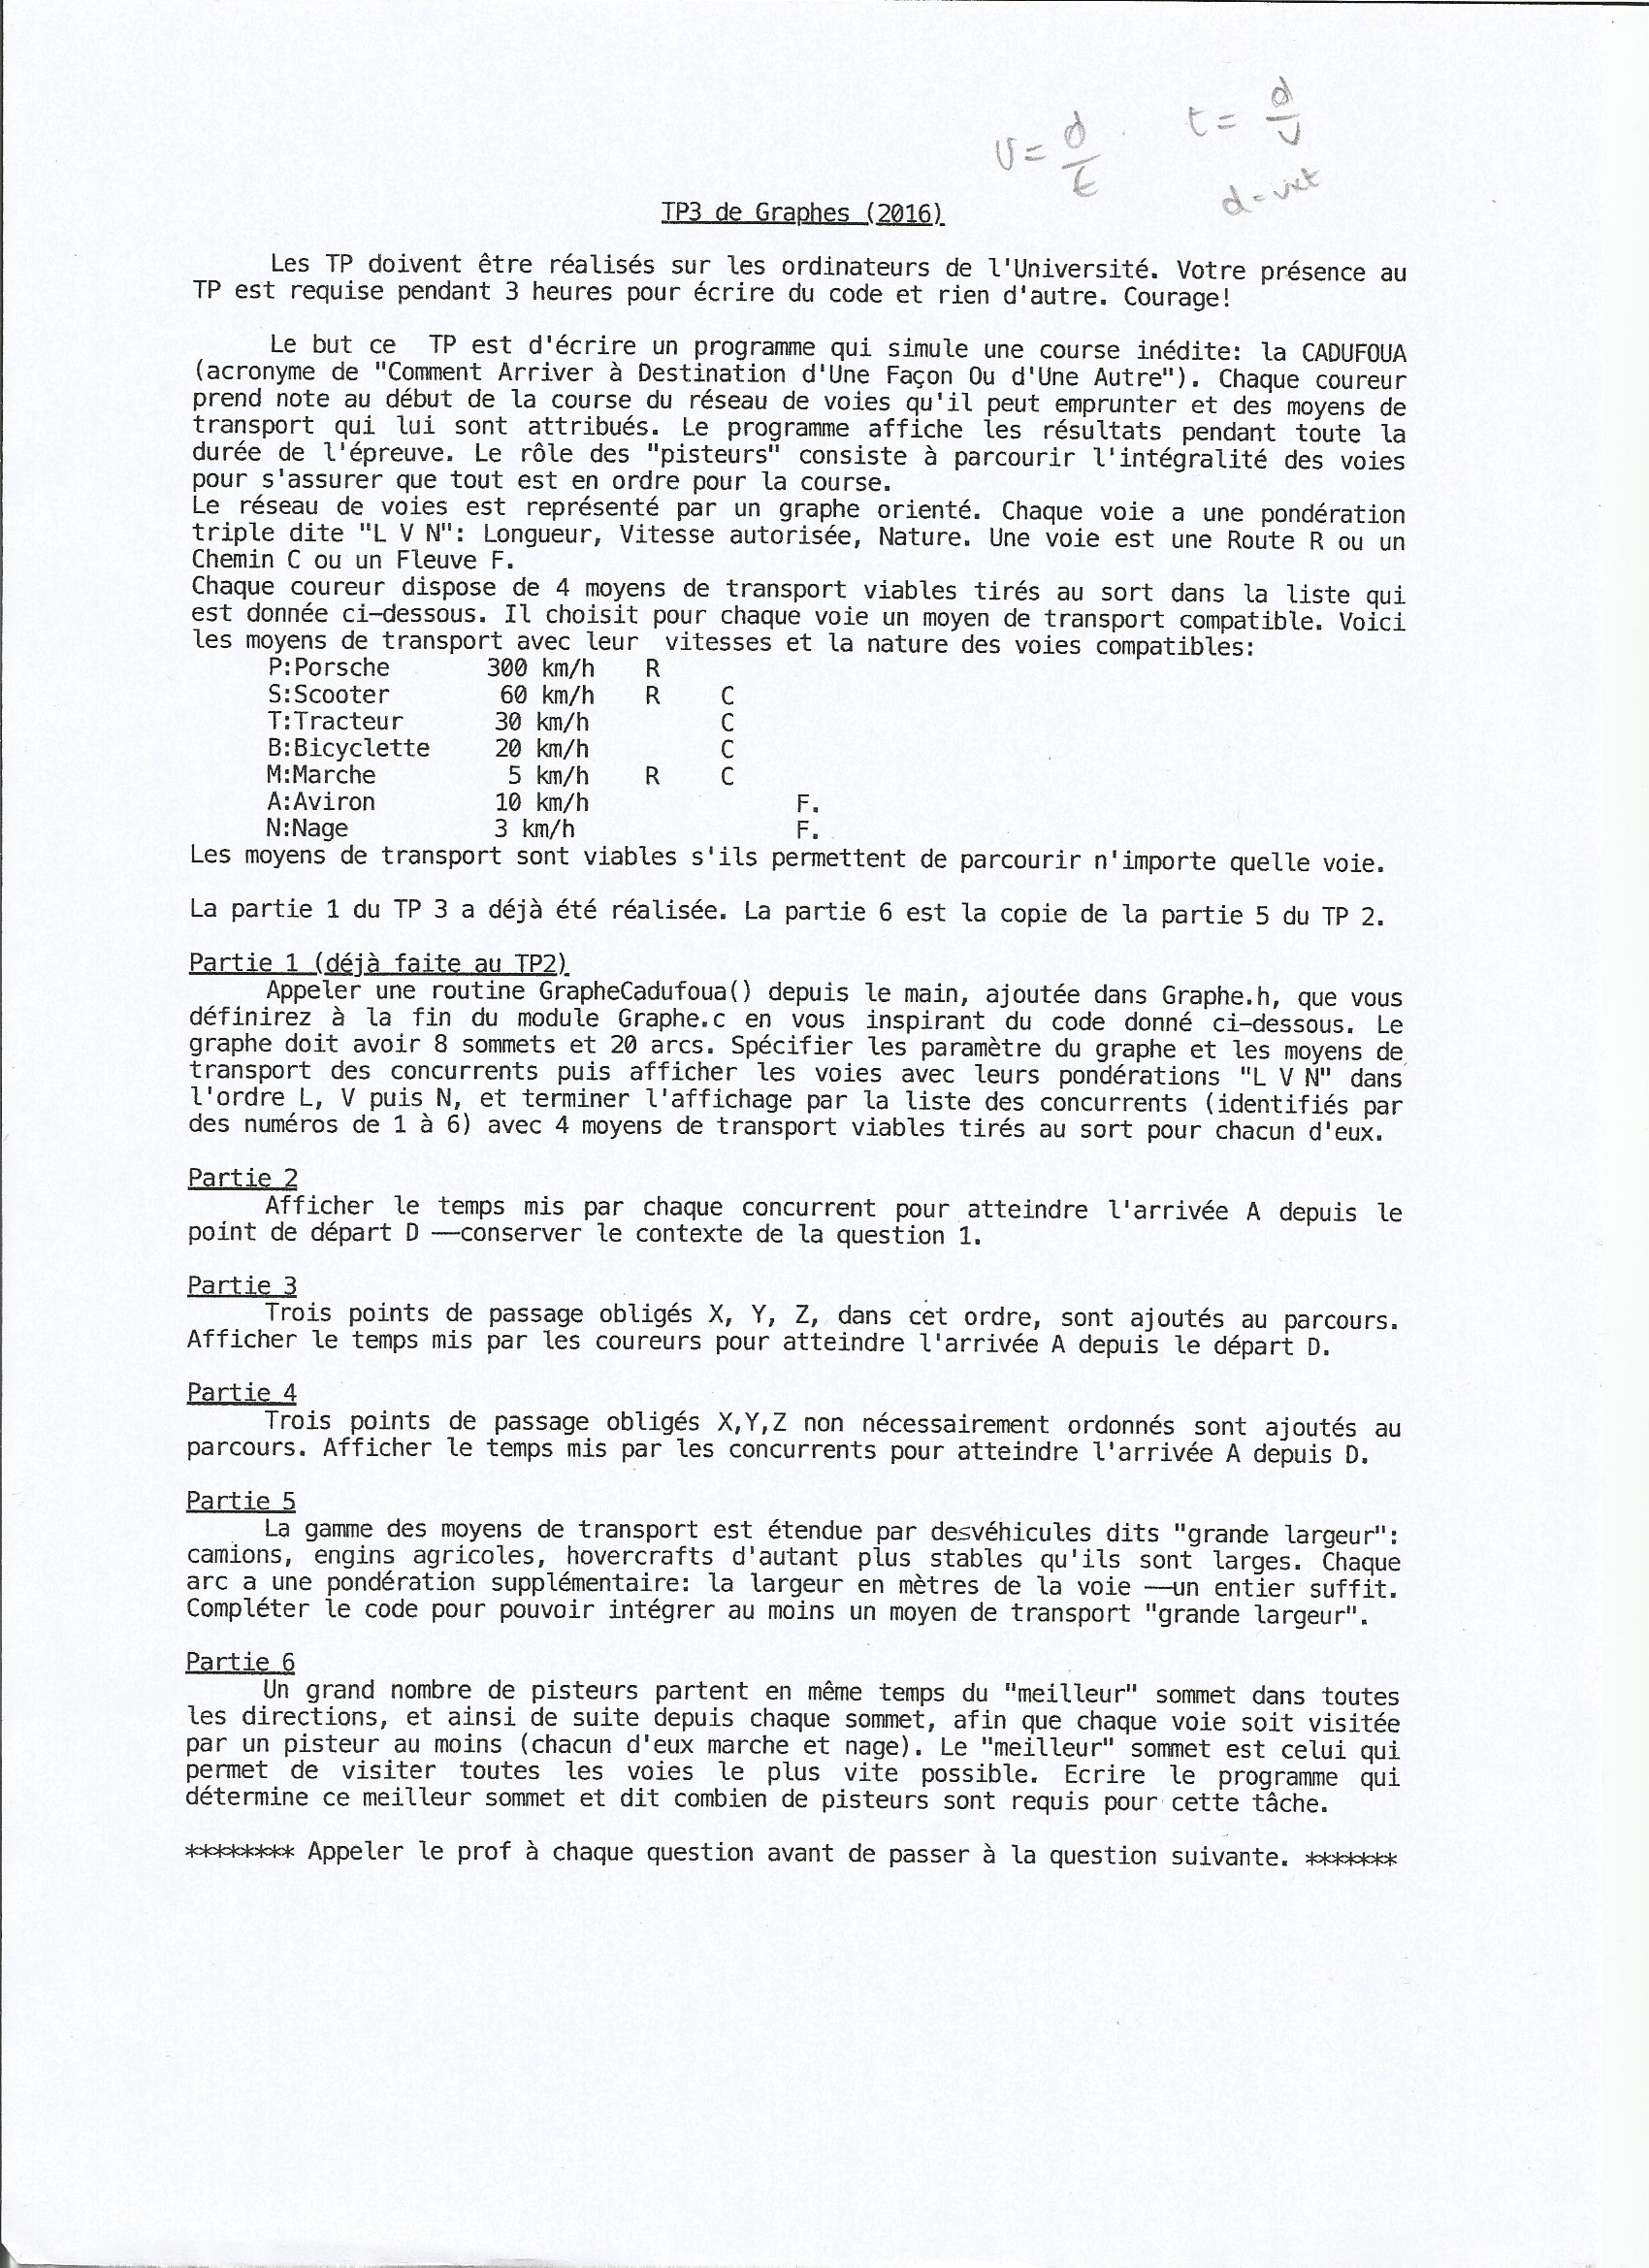 v = d/t   t = d/v
d = v×t
TP3 de Graphes (2016)
Les TP doivent être réalisés sur les ordinateurs de l'Université. Votre présence au
TP est requise pendant 3 heures pour écrire du code et rien d'autre. Courage!
Le but ce  TP est d'écrire un programme qui simule une course inédite: la CADUFOUA
(acronyme de "Comment Arriver à Destination d'Une Façon Ou d'Une Autre"). Chaque coureur
prend note au début de la course du réseau de voies qu'il peut emprunter et des moyens de
transport qui lui sont attribués. Le programme affiche les résultats pendant toute la
durée de l'épreuve. Le rôle des "pisteurs" consiste à parcourir l'intégralité des voies
pour s'assurer que tout est en ordre pour la course.
Le réseau de voies est représenté par un graphe orienté. Chaque voie a une pondération
triple dite "L V N": Longueur, Vitesse autorisée, Nature. Une voie est une Route R ou un
Chemin C ou un Fleuve F.
Chaque coureur dispose de 4 moyens de transport viables tirés au sort dans la liste qui
est donnée ci-dessous. Il choisit pour chaque voie un moyen de transport compatible. Voici
les moyens de transport avec leur  vitesses et la nature des voies compatibles:
P:Porsche 300 km/h R
S:Scooter 60 km/h R C
T:Tracteur 30 km/h C
B:Bicyclette 20 km/h C
M:Marche 5 km/h R C
A:Aviron 10 km/h F.
N:Nage 3 km/h F.
Les moyens de transport sont viables s'ils permettent de parcourir n'importe quelle voie.
La partie 1 du TP 3 a déjà été réalisée. La partie 6 est la copie de la partie 5 du TP 2.
Partie 1 (déjà faite au TP2)
Appeler une routine GrapheCadufoua() depuis le main, ajoutée dans Graphe.h, que vous
définirez à la fin du module Graphe.c en vous inspirant du code donné ci-dessous. Le
graphe doit avoir 8 sommets et 20 arcs. Spécifier les paramètre du graphe et les moyens de
transport des concurrents puis afficher les voies avec leurs pondérations "L V N" dans
l'ordre L, V puis N, et terminer l'affichage par la liste des concurrents (identifiés par
des numéros de 1 à 6) avec 4 moyens de transport viables tirés au sort pour chacun d'eux.
Partie 2
Afficher le temps mis par chaque concurrent pour atteindre l'arrivée A depuis le
point de départ D —conserver le contexte de la question 1.
Partie 3
Trois points de passage obligés X, Y, Z, dans cet ordre, sont ajoutés au parcours.
Afficher le temps mis par les coureurs pour atteindre l'arrivée A depuis le départ D.
Partie 4
Trois points de passage obligés X,Y,Z non nécessairement ordonnés sont ajoutés au
parcours. Afficher le temps mis par les concurrents pour atteindre l'arrivée A depuis D.
Partie 5
La gamme des moyens de transport est étendue par desvéhicules dits "grande largeur":
camions, engins agricoles, hovercrafts d'autant plus stables qu'ils sont larges. Chaque
arc a une pondération supplémentaire: la largeur en mètres de la voie —un entier suffit.
Compléter le code pour pouvoir intégrer au moins un moyen de transport "grande largeur".
Partie 6
Un grand nombre de pisteurs partent en même temps du "meilleur" sommet dans toutes
les directions, et ainsi de suite depuis chaque sommet, afin que chaque voie soit visitée
par un pisteur au moins (chacun d'eux marche et nage). Le "meilleur" sommet est celui qui
permet de visiter toutes les voies le plus vite possible. Ecrire le programme qui
détermine ce meilleur sommet et dit combien de pisteurs sont requis pour cette tâche.
******** Appeler le prof à chaque question avant de passer à la question suivante. *******